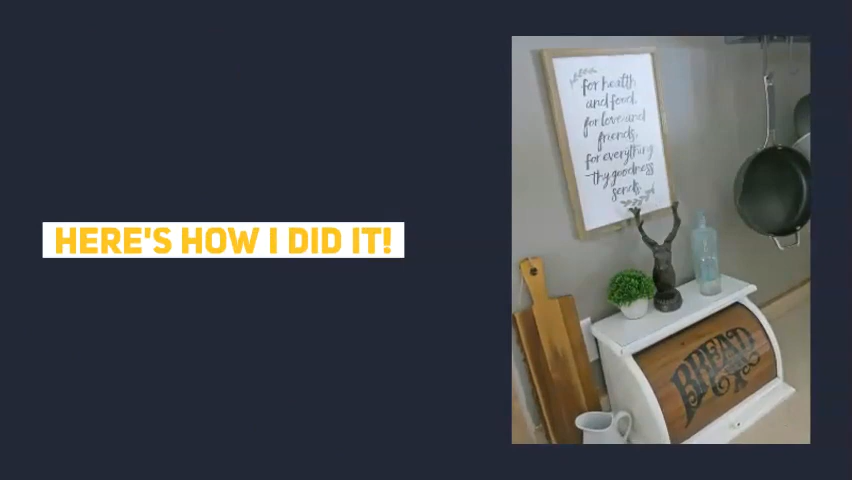 HERE'S HOW I DID IT!
for health
and food,
for love and
friends,
for everything
thy goodness
sends.
BREAD